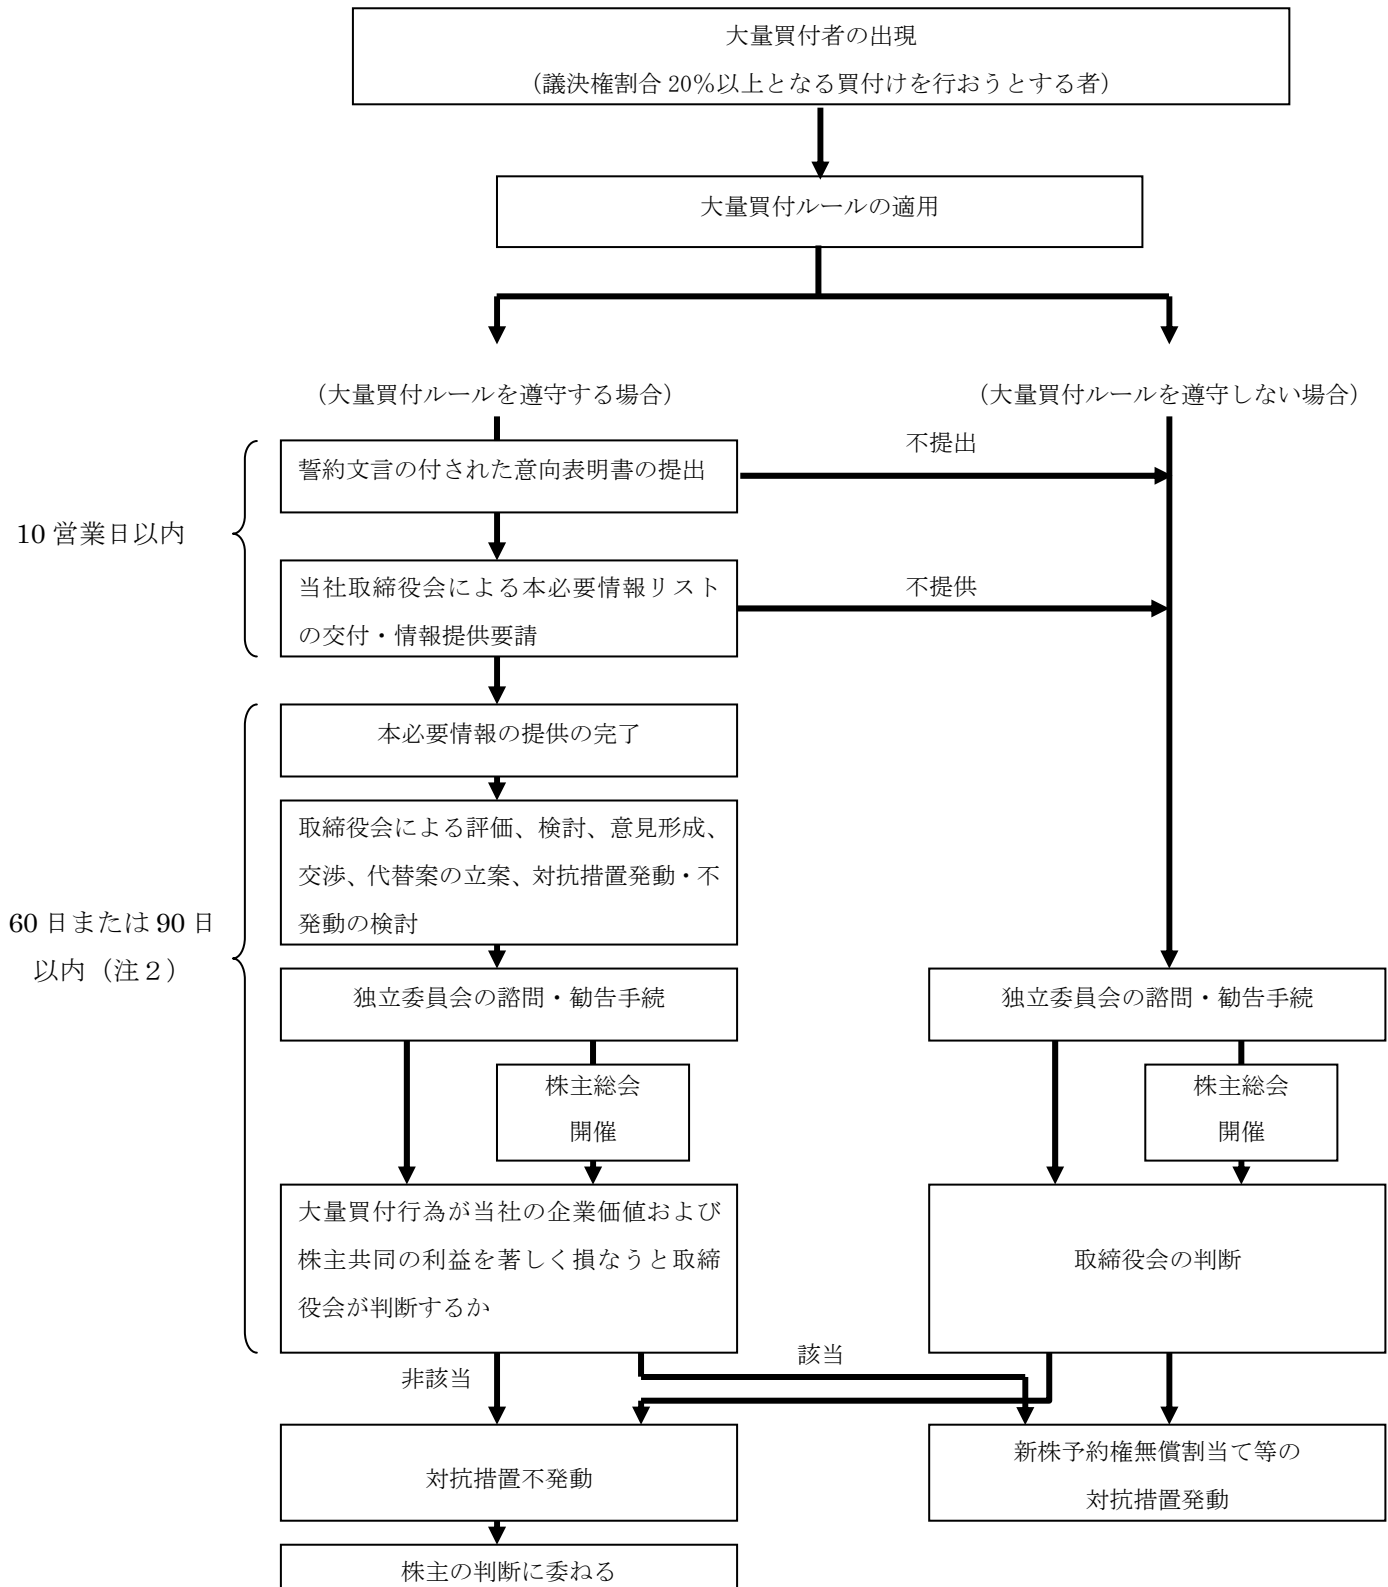 大量買付者の出現
（議決権割合 20％以上となる買付けを行おうとする者）
大量買付ルールの適用
（大量買付ルールを遵守する場合）
（大量買付ルールを遵守しない場合）
誓約文言の付された意向表明書の提出
不提出
10 営業日以内
当社取締役会による本必要情報リスト
の交付・情報提供要請
不提供
本必要情報の提供の完了
取締役会による評価、検討、意見形成、
交渉、代替案の立案、対抗措置発動・不
発動の検討
60 日または 90 日
以内（注２）
独立委員会の諮問・勧告手続
独立委員会の諮問・勧告手続
株主総会
開催
株主総会
開催
大量買付行為が当社の企業価値および
株主共同の利益を著しく損なうと取締
役会が判断するか
取締役会の判断
非該当
該当
対抗措置不発動
新株予約権無償割当て等の
対抗措置発動
株主の判断に委ねる